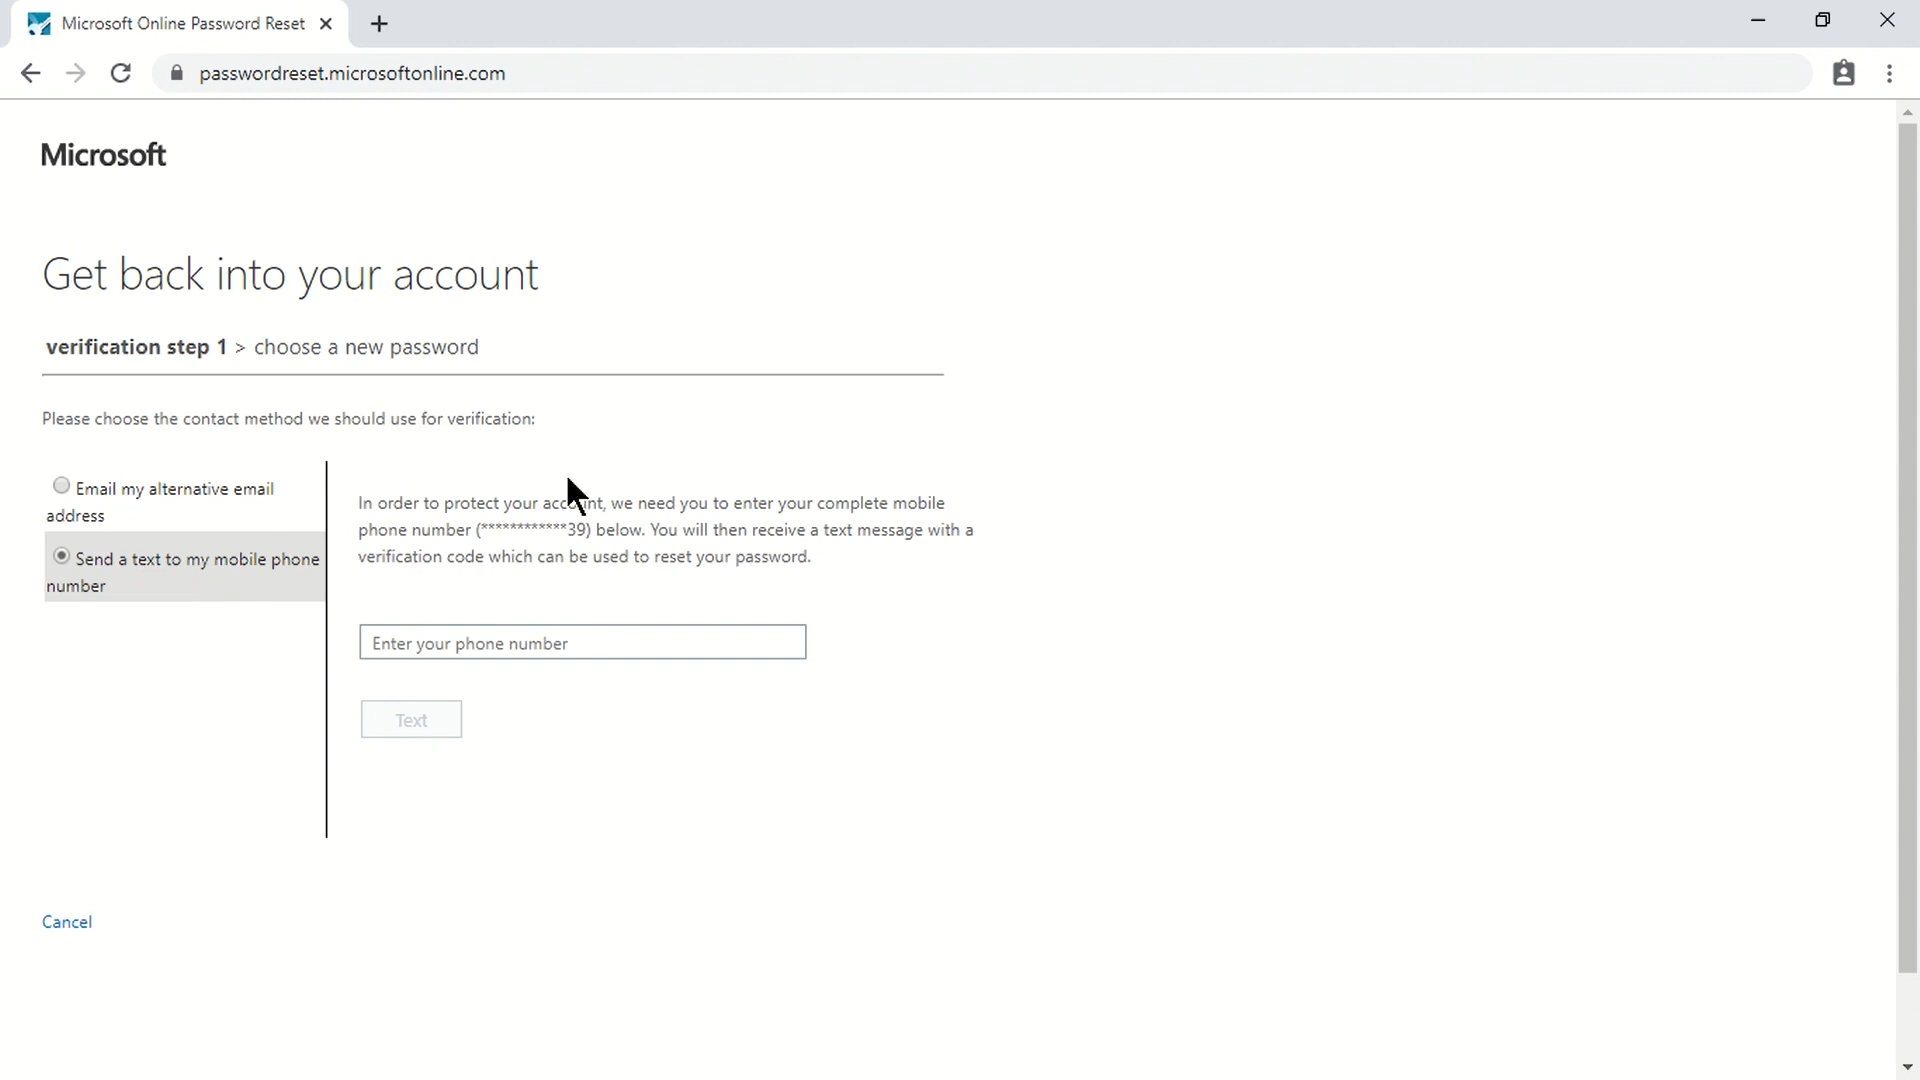 Microsoft Online Password Reset
passwordreset.microsoftonline.com
Microsoft
Get back into your account
verification step 1 > choose a new password
Please choose the contact method we should use for verification:
Email my alternative email
address
Send a text to my mobile phone
number
In order to protect your account, we need you to enter your complete mobile
phone number (************39) below. You will then receive a text message with a
verification code which can be used to reset your password.
Enter your phone number
Text
Cancel